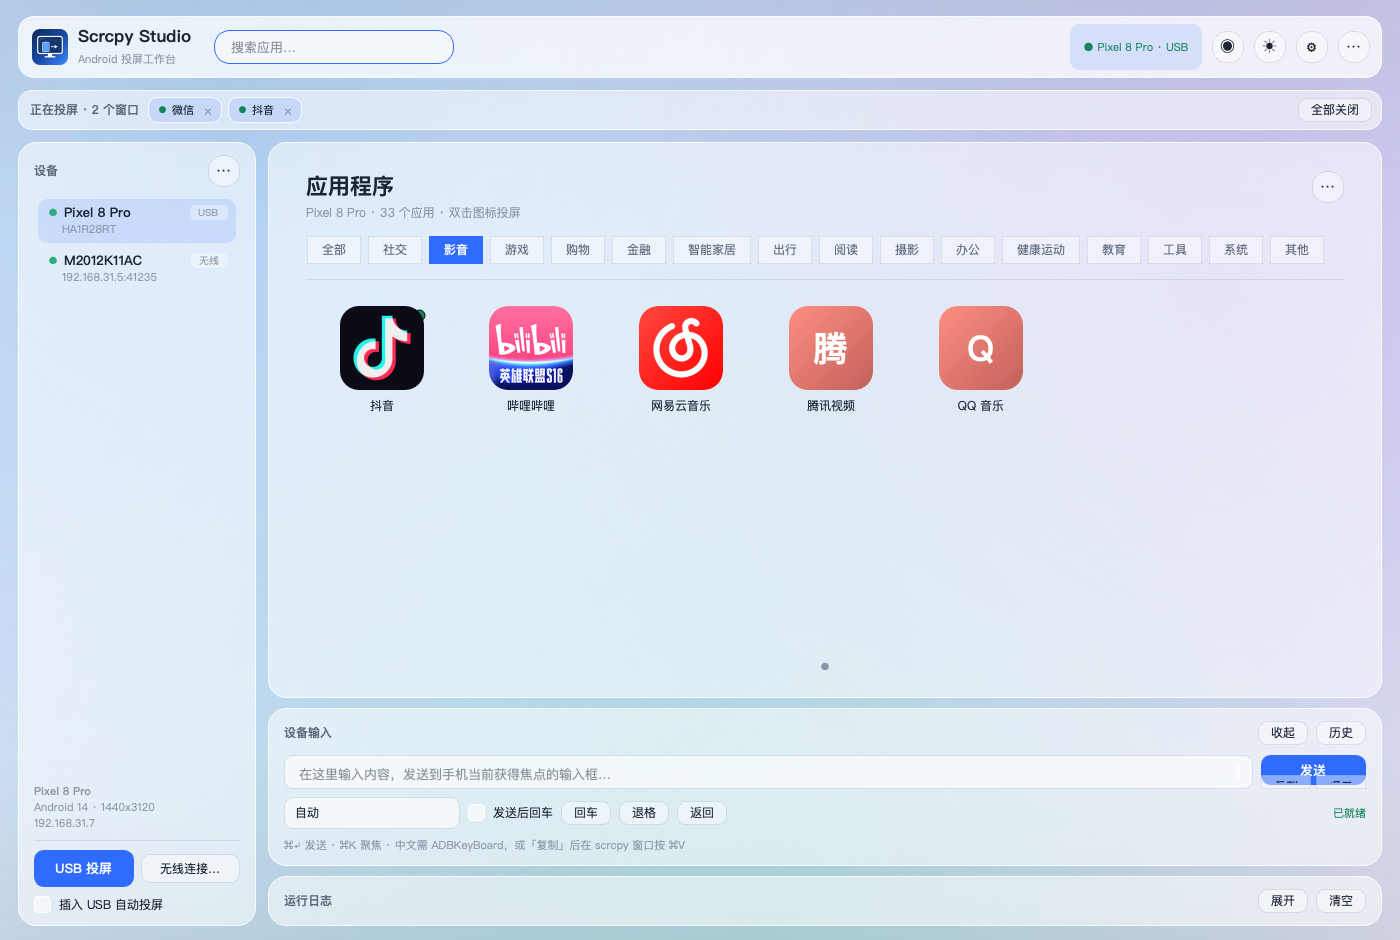 Scrcpy Studio
Android 投屏工作台
搜索应用...
Pixel 8 Pro · USB
正在投屏 · 2 个窗口
微信 ×
抖音 ×
全部关闭
设备
Pixel 8 Pro USB
HA1R28RT
M2012K11AC 无线
192.168.31.5:41235
应用程序
Pixel 8 Pro · 33 个应用 · 双击图标投屏
全部 社交 影音 游戏 购物 金融 智能家居 出行 阅读 摄影 办公 健康运动 教育 工具 系统 其他
bilibili
英雄联盟S16
腾
Q
抖音
哔哩哔哩
网易云音乐
腾讯视频
QQ 音乐
设备输入
收起
历史
在这里输入内容，发送到手机当前获得焦点的输入框...
发送
自动
发送后回车
回车
退格
返回
已就绪
⌘↵ 发送 · ⌘K 聚焦 · 中文需 ADBKeyBoard，或「复制」后在 scrcpy 窗口按 ⌘V
Pixel 8 Pro
Android 14 · 1440x3120
192.168.31.7
USB 投屏
无线连接...
插入 USB 自动投屏
运行日志
展开
清空